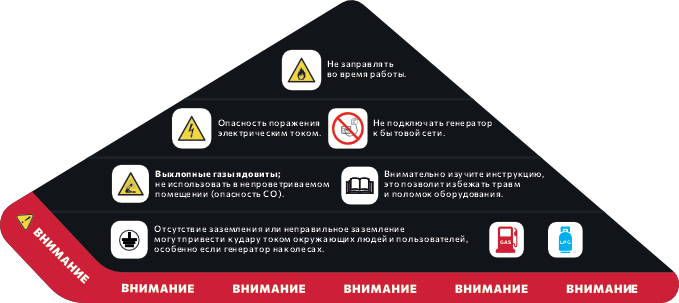 Не заправлять
во время работы.
Опасность поражения
электрическим током.
Не подключать генератор
к бытовой сети.
Выхлопные газы ядовиты;
не использовать в непроветриваемом
помещении (опасность CO).
Внимательно изучите инструкцию,
это позволит избежать травм
и поломок оборудования.
Отсутствие заземления или неправильное заземление
могут привести к удару током окружающих людей и пользователей,
особенно если генератор на колесах.
GAS
LPG
ВНИМАНИЕ
ВНИМАНИЕ ВНИМАНИЕ ВНИМАНИЕ ВНИМАНИЕ ВНИМАНИЕ